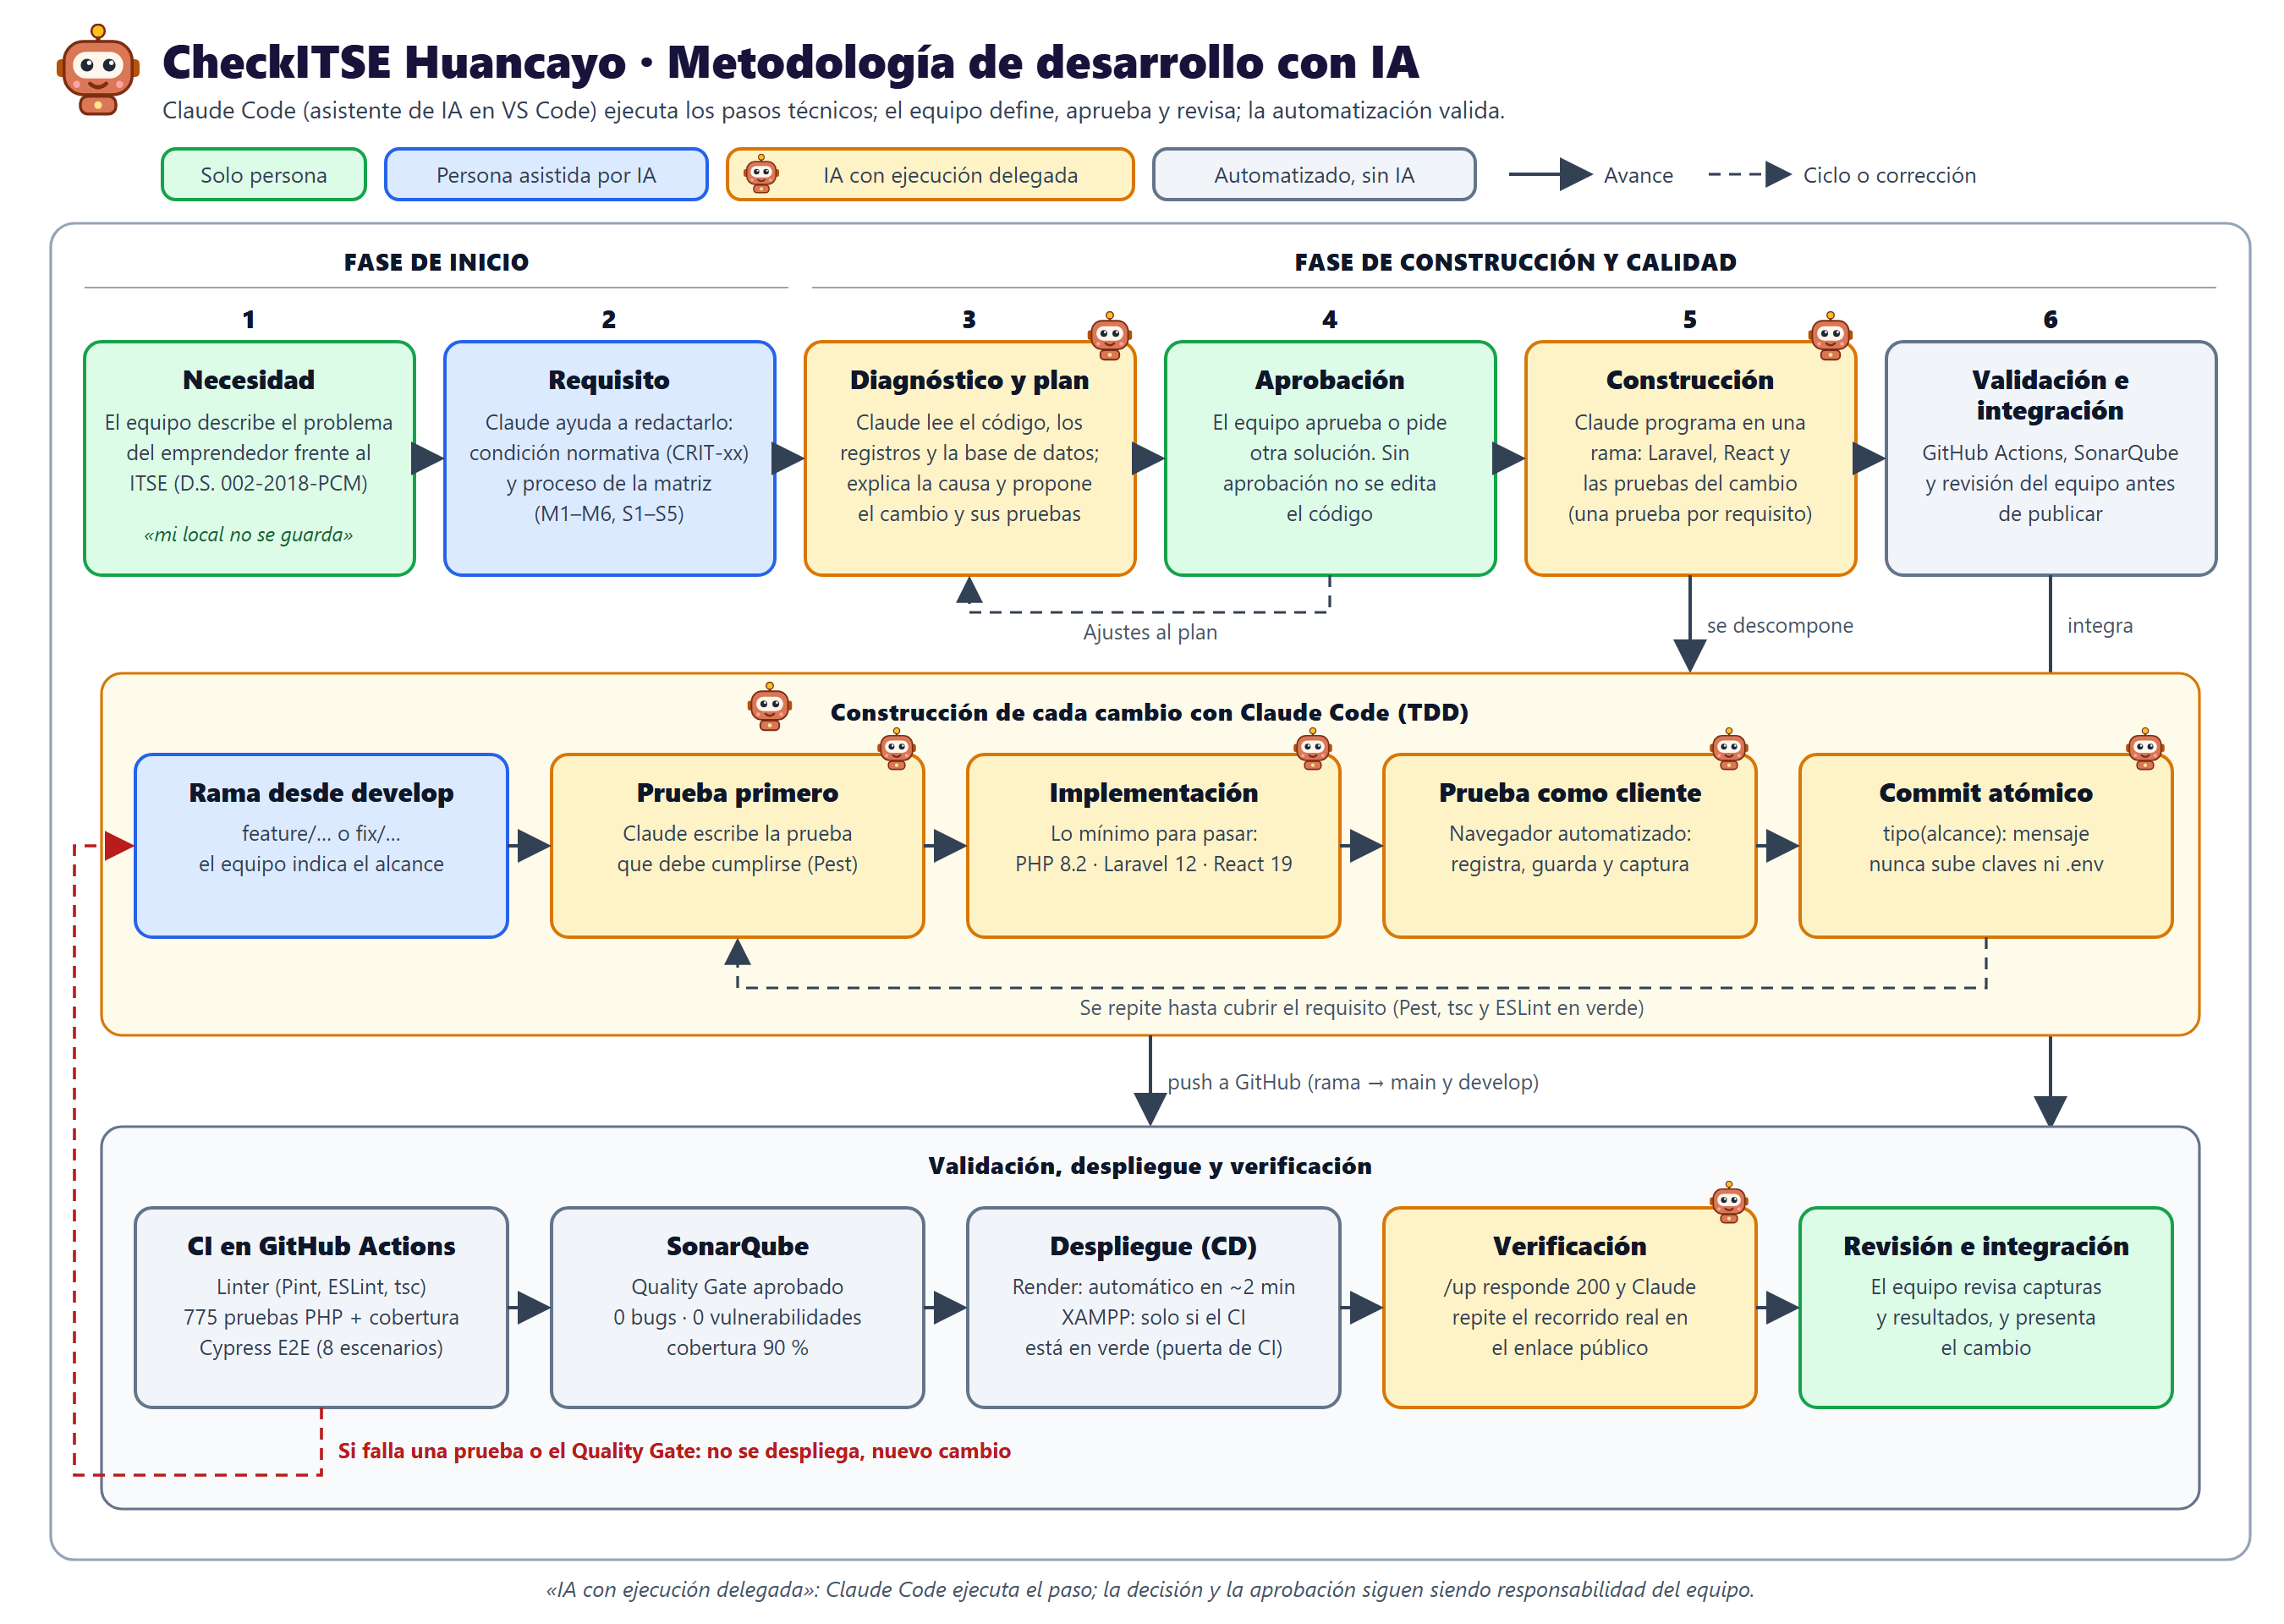 CheckITSE Huancayo · Metodología de desarrollo con IA
Claude Code (asistente de IA en VS Code) ejecuta los pasos técnicos; el equipo define, aprueba y revisa; la automatización valida.
Solo persona
Persona asistida por IA
IA con ejecución delegada
Automatizado, sin IA
Avance
Ciclo o corrección
FASE DE INICIO
FASE DE CONSTRUCCIÓN Y CALIDAD
1
Necesidad
El equipo describe el problema
del emprendedor frente al
ITSE (D.S. 002-2018-PCM)
«mi local no se guarda»
2
Requisito
Claude ayuda a redactarlo:
condición normativa (CRIT-xx)
y proceso de la matriz
(M1–M6, S1–S5)
3
Diagnóstico y plan
Claude lee el código, los
registros y la base de datos;
explica la causa y propone
el cambio y sus pruebas
4
Aprobación
El equipo aprueba o pide
otra solución. Sin
aprobación no se edita
el código
5
Construcción
Claude programa en una
rama: Laravel, React y
las pruebas del cambio
(una prueba por requisito)
6
Validación e
integración
GitHub Actions, SonarQube
y revisión del equipo antes
de publicar
Ajustes al plan
se descompone
integra
Construcción de cada cambio con Claude Code (TDD)
Rama desde develop
feature/... o fix/...
el equipo indica el alcance
Prueba primero
Claude escribe la prueba
que debe cumplirse (Pest)
Implementación
Lo mínimo para pasar:
PHP 8.2 · Laravel 12 · React 19
Prueba como cliente
Navegador automatizado:
registra, guarda y captura
Commit atómico
tipo(alcance): mensaje
nunca sube claves ni .env
Se repite hasta cubrir el requisito (Pest, tsc y ESLint en verde)
push a GitHub (rama → main y develop)
Validación, despliegue y verificación
CI en GitHub Actions
Linter (Pint, ESLint, tsc)
775 pruebas PHP + cobertura
Cypress E2E (8 escenarios)
SonarQube
Quality Gate aprobado
0 bugs · 0 vulnerabilidades
cobertura 90 %
Despliegue (CD)
Render: automático en ~2 min
XAMPP: solo si el CI
está en verde (puerta de CI)
Verificación
/up responde 200 y Claude
repite el recorrido real en
el enlace público
Revisión e integración
El equipo revisa capturas
y resultados, y presenta
el cambio
Si falla una prueba o el Quality Gate: no se despliega, nuevo cambio
«IA con ejecución delegada»: Claude Code ejecuta el paso; la decisión y la aprobación siguen siendo responsabilidad del equipo.